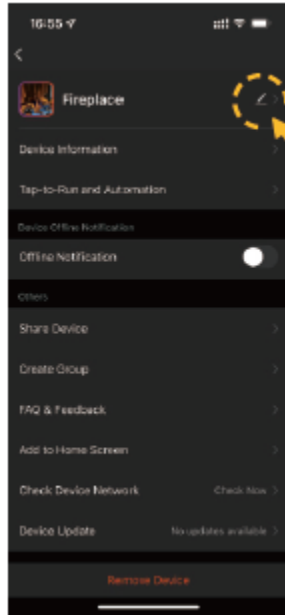 16:55
Fireplace
Device Information
Tap-to-Run and Automation
Device Offline Notification
Offline Notification
Others
Share Device
Create Group
FAQ & Feedback
Add to Home Screen
Check Device Network Check Now
Device Update No updates available
Remove Device